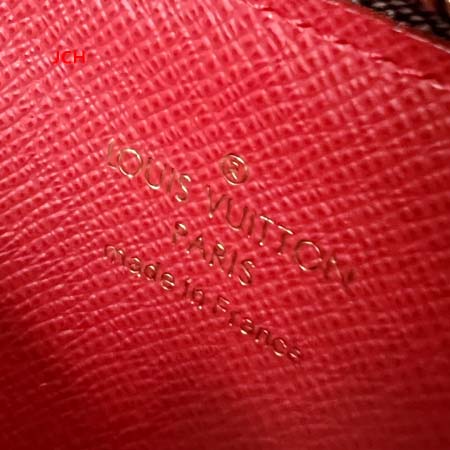 JCH
®
LOUIS VUITTON
PARIS
made in France